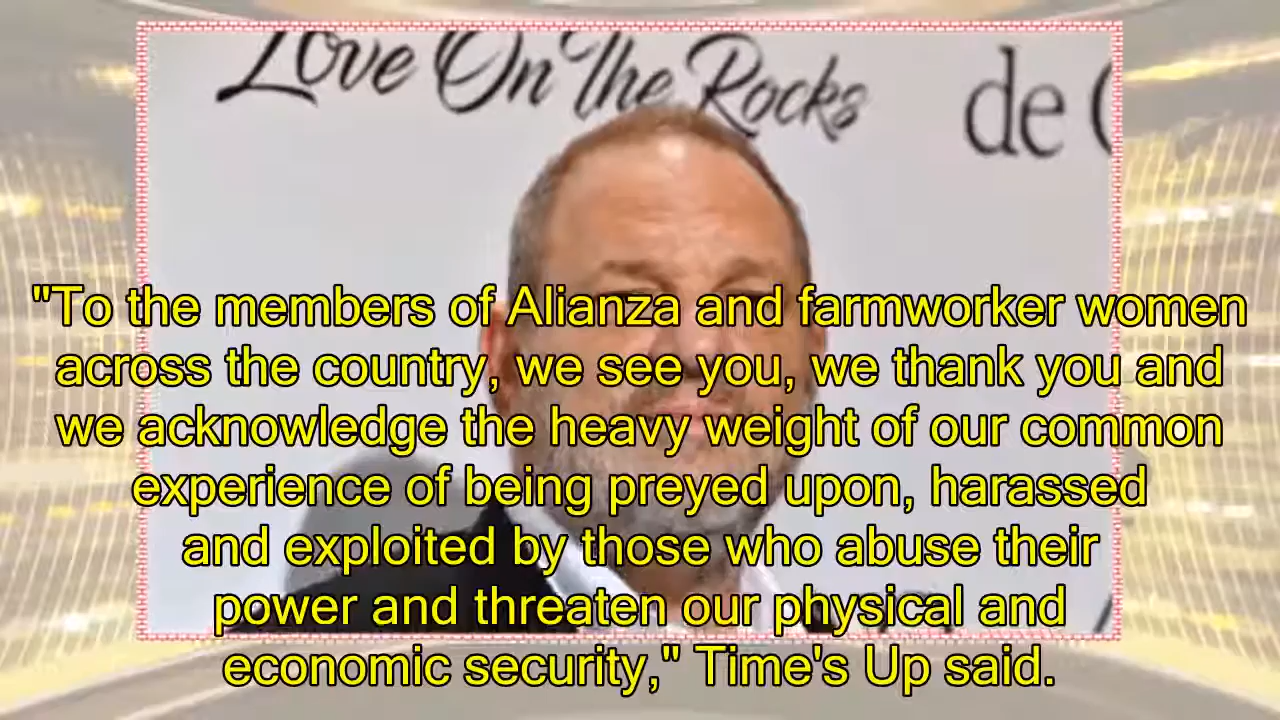 Love On The Rocks
de
"To the members of Alianza and farmworker women
across the country, we see you, we thank you and
we acknowledge the heavy weight of our common
experience of being preyed upon, harassed
and exploited by those who abuse their
power and threaten our physical and
economic security," Time's Up said.